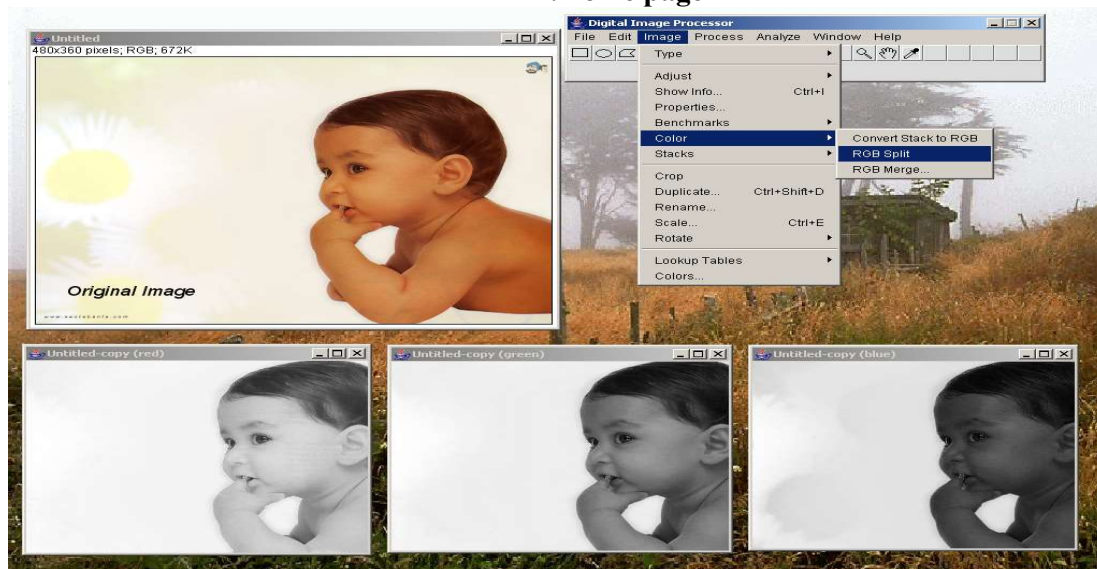 Untitled
480x360 pixels; RGB; 672K
Original Image
Digital Image Processor
File Edit Image Process Analyze Window Help
Type
Adjust
Show Info... Ctrl+I
Properties...
Benchmarks
Color
Stacks
Crop
Duplicate... Ctrl+Shift+D
Rename...
Scale... Ctrl+E
Rotate
Lookup Tables
Colors...
Convert Stack to RGB
RGB Split
RGB Merge...
Untitled-copy (red)
Untitled-copy (green)
Untitled-copy (blue)